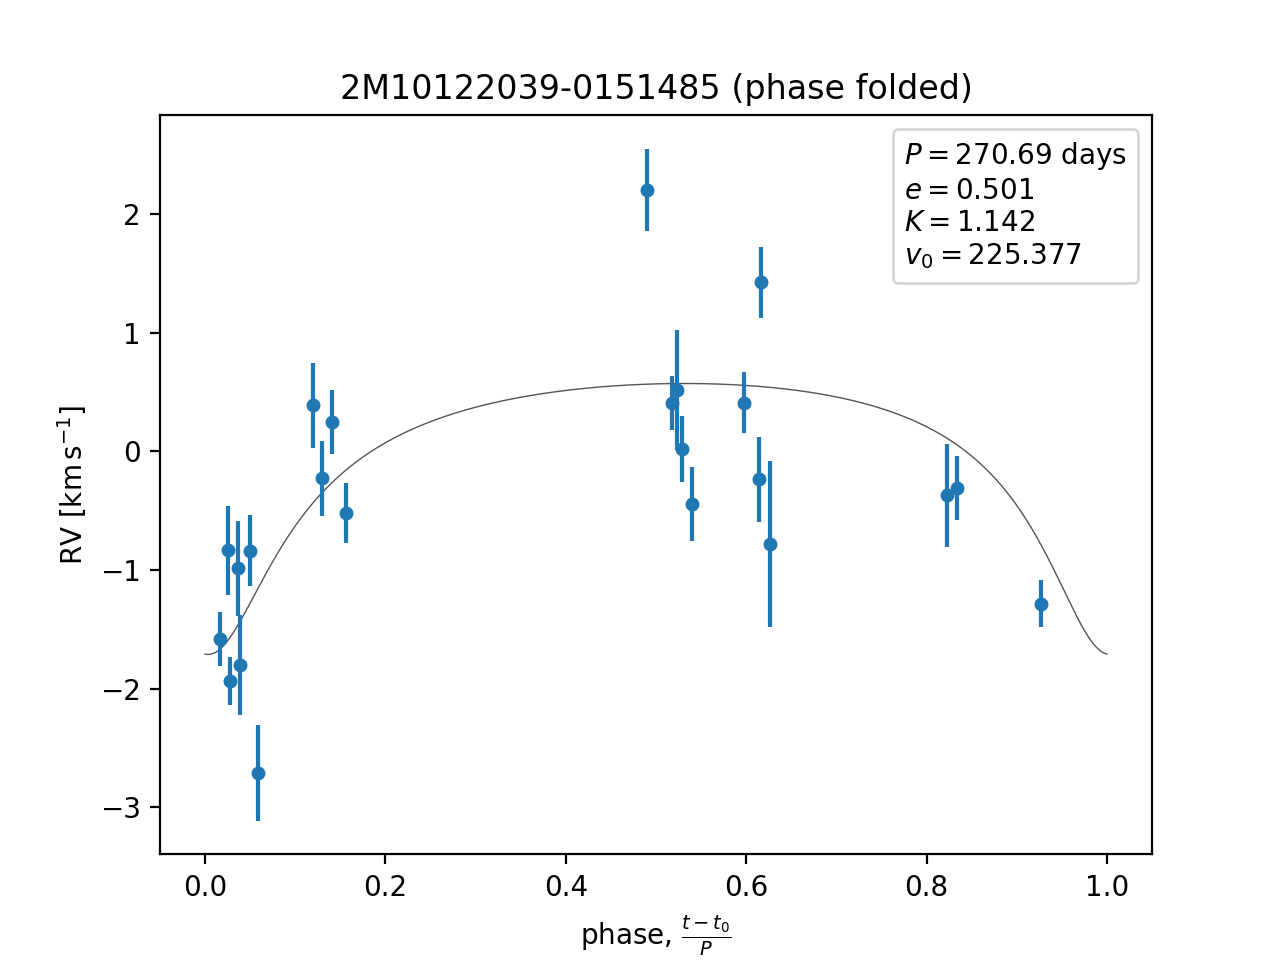 2M10122039-0151485 (phase folded)
P = 270.69 days
e = 0.501
K = 1.142
v₀ = 225.377
RV [km s⁻¹]
2
1
0
−1
−2
−3
0.0 0.2 0.4 0.6 0.8 1.0
phase, (t − t₀)/P